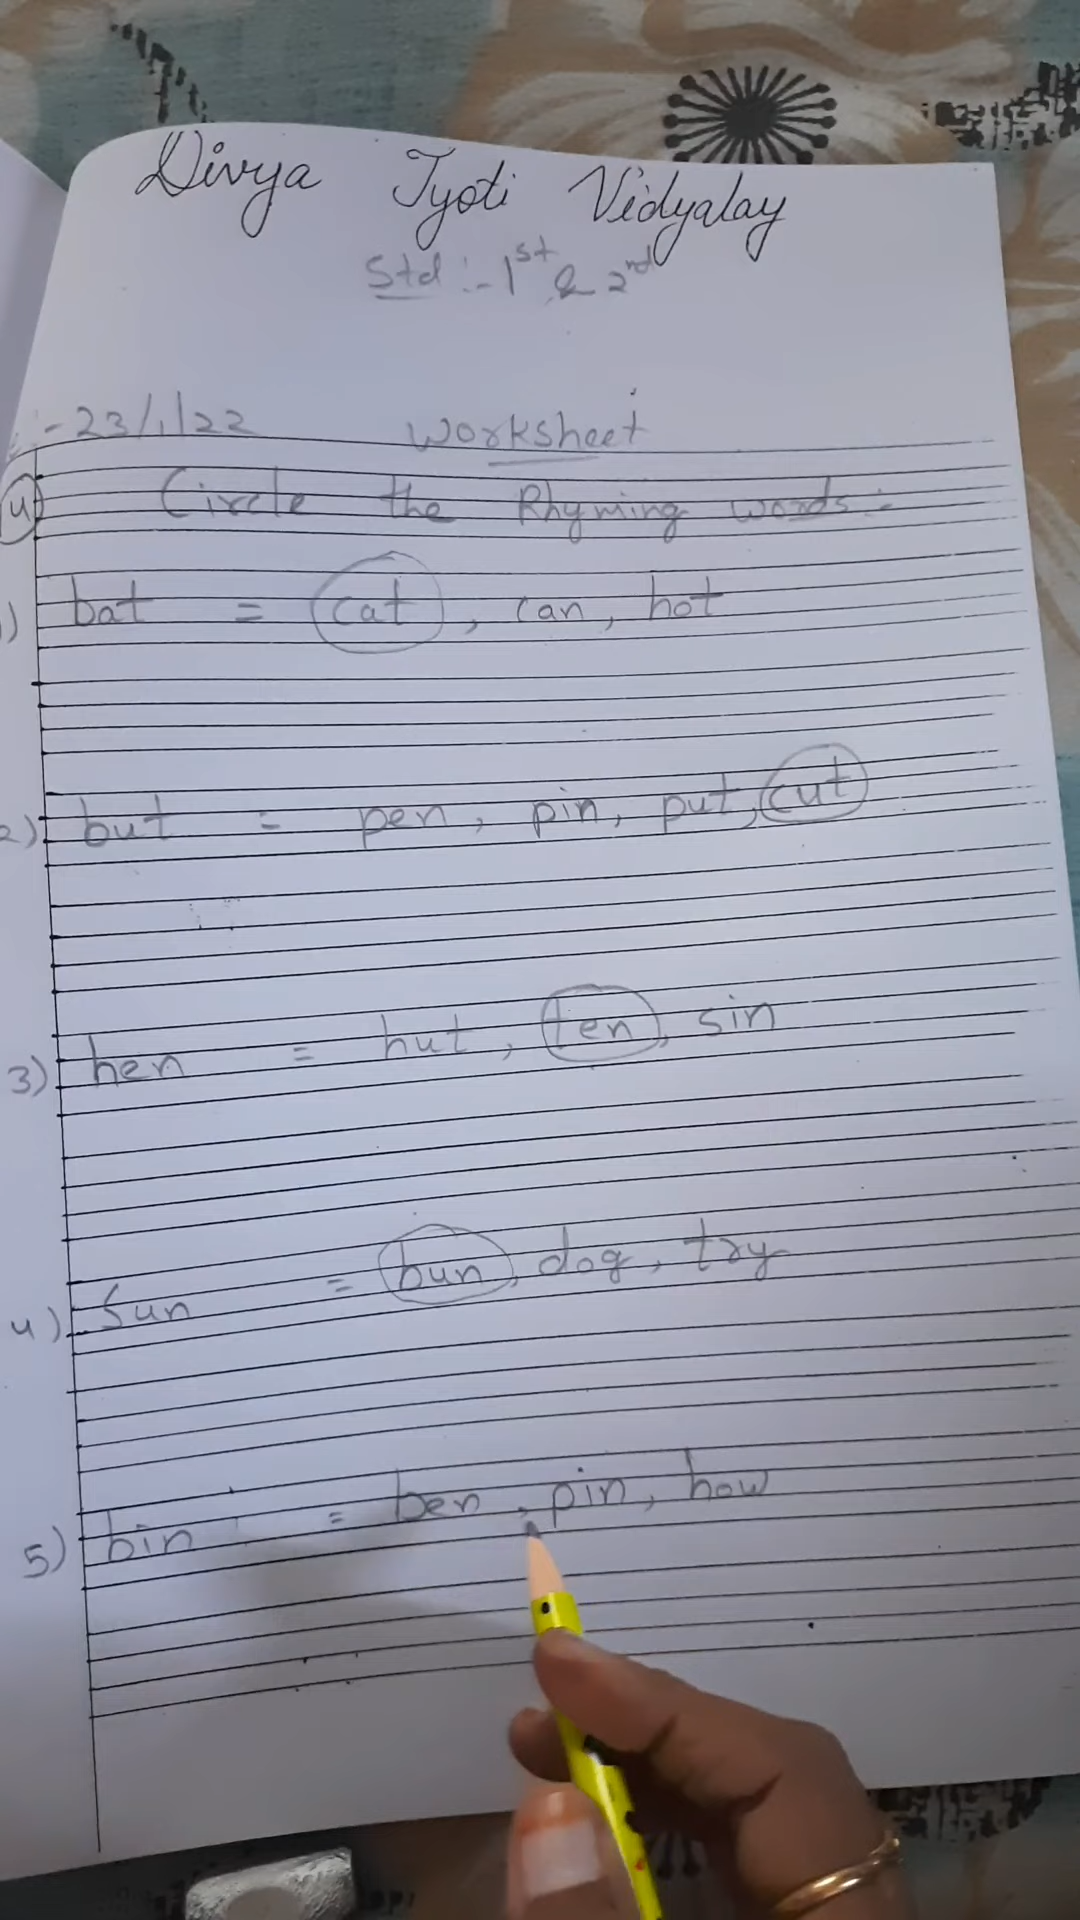 Divya Jyoti Vidyalay
Std :- 1st & 2nd
:- 23/1/22 Worksheet
4) Circle the Rhyming words :-
1) bat = cat, can, hot
2) but = pen, pin, put, cut
3) hen = hut, ten, sin
4) Sun = bun, dog, try
5) bin = ben, pin, how